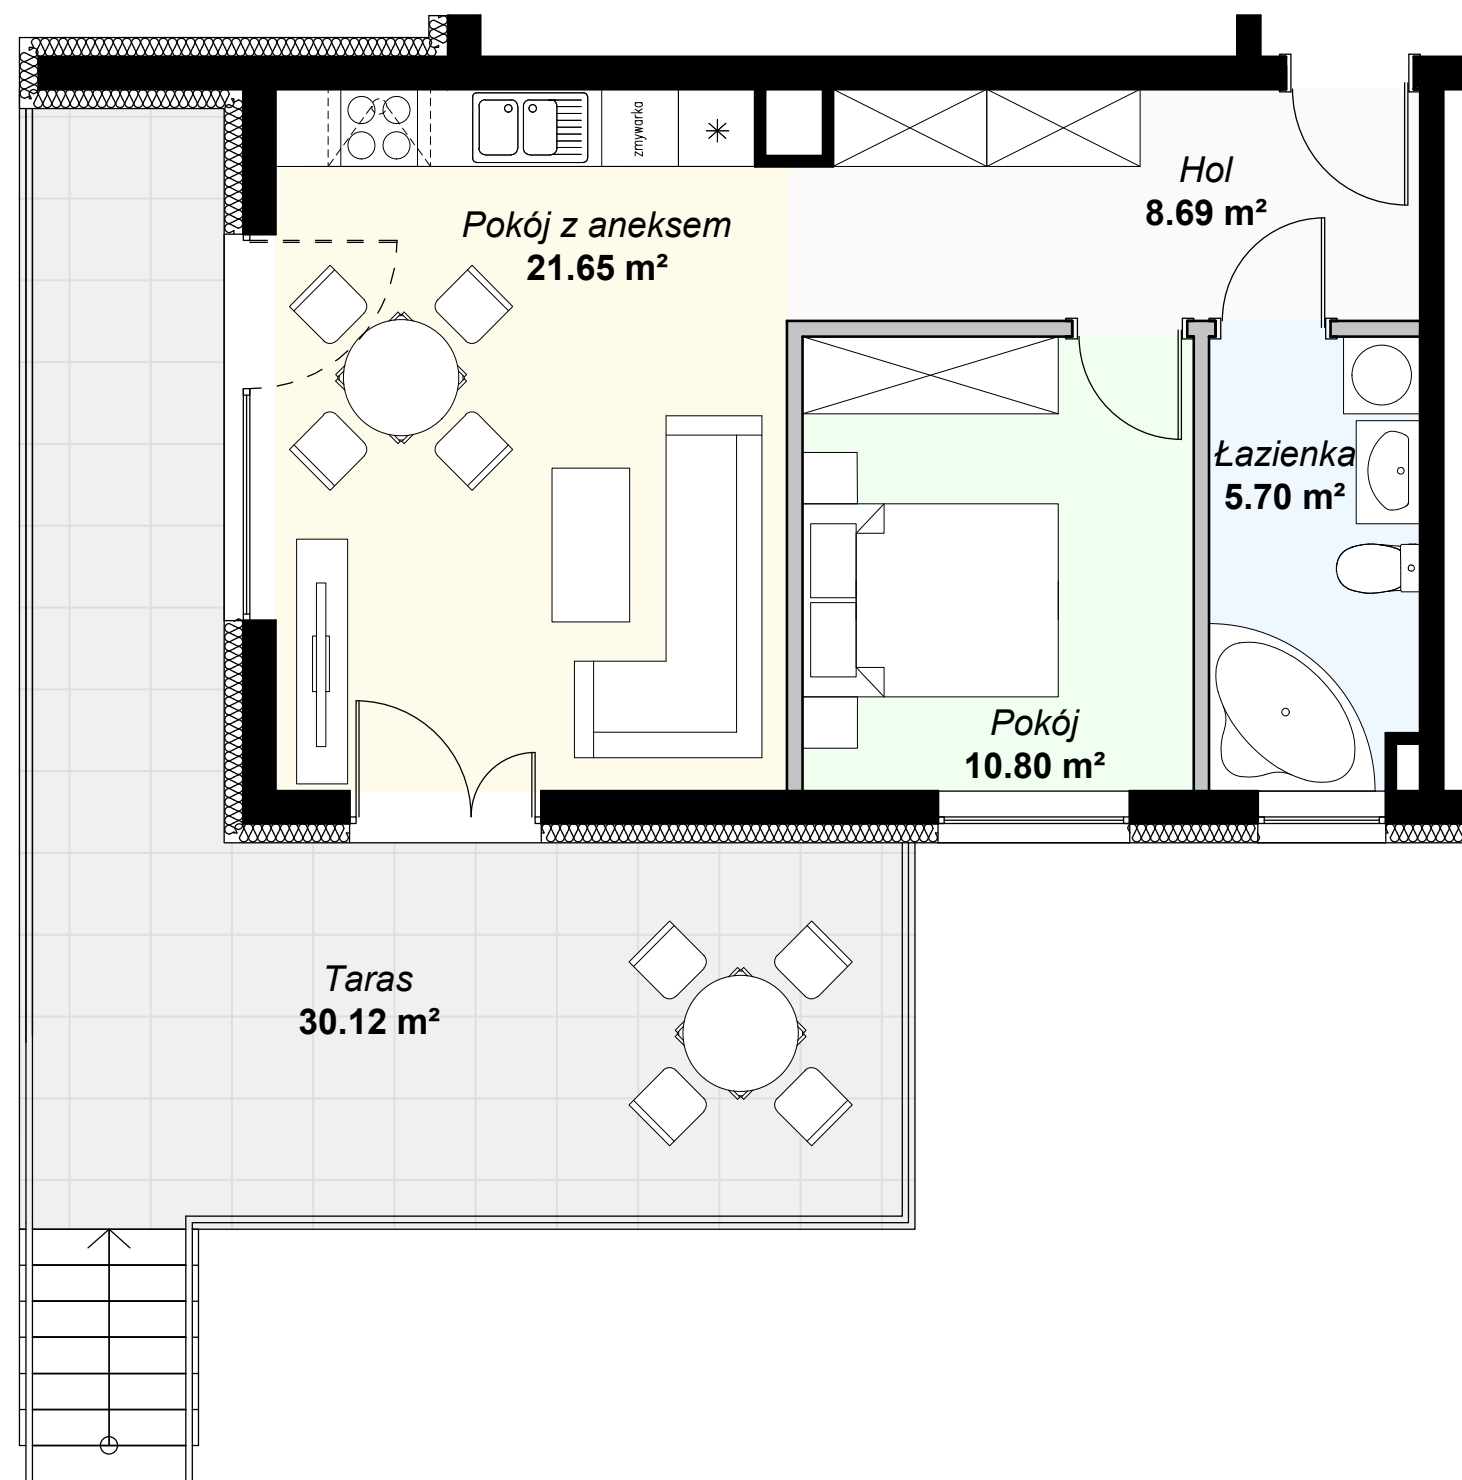 zmywarka
Hol
8.69 m²
Pokój z aneksem
21.65 m²
Łazienka
5.70 m²
Pokój
10.80 m²
Taras
30.12 m²